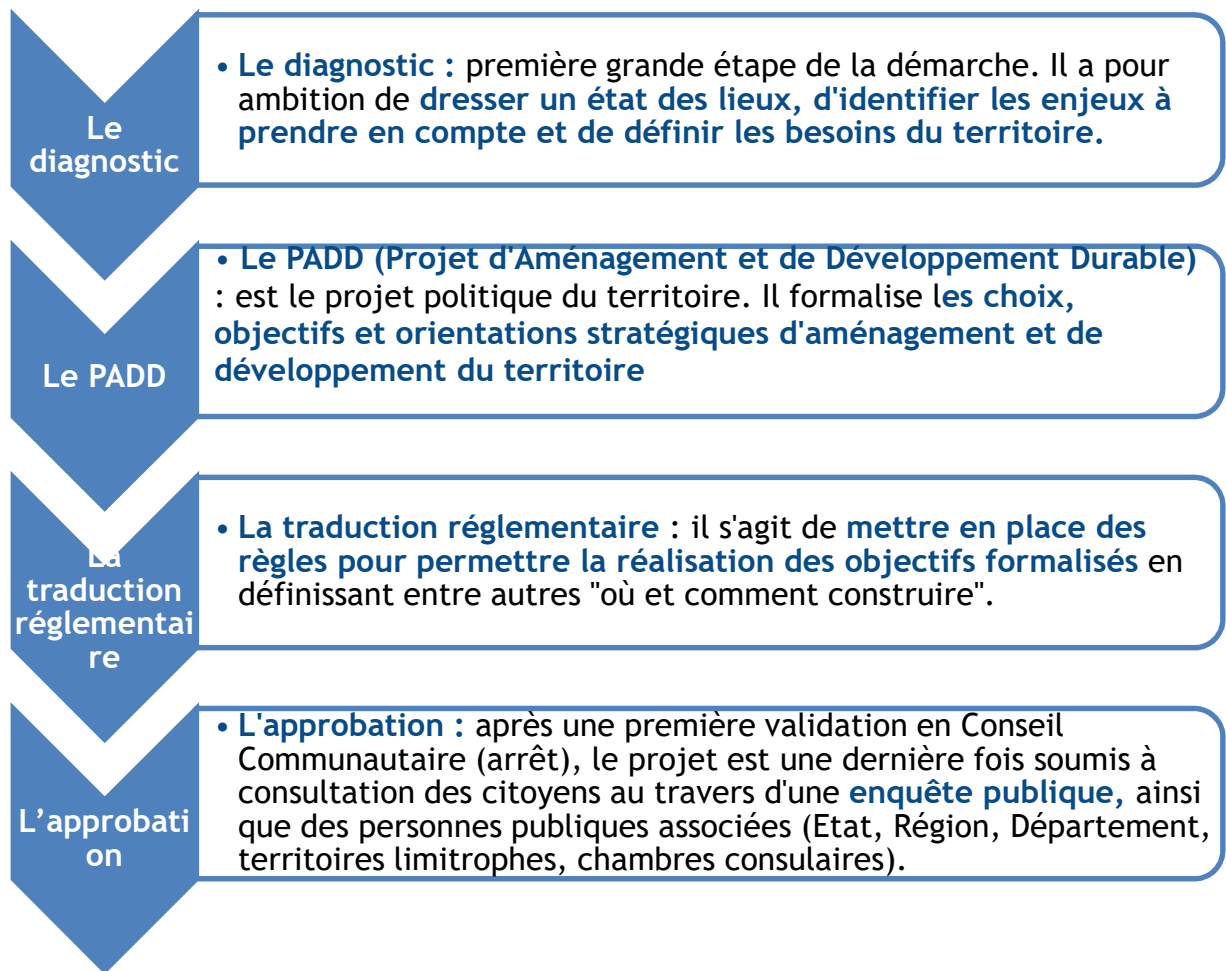 Le
diagnostic
• Le diagnostic : première grande étape de la démarche. Il a pour
ambition de dresser un état des lieux, d'identifier les enjeux à
prendre en compte et de définir les besoins du territoire.
Le PADD
• Le PADD (Projet d'Aménagement et de Développement Durable)
: est le projet politique du territoire. Il formalise les choix,
objectifs et orientations stratégiques d'aménagement et de
développement du territoire
La
traduction
réglementai
re
• La traduction réglementaire : il s'agit de mettre en place des
règles pour permettre la réalisation des objectifs formalisés en
définissant entre autres "où et comment construire".
L’approbati
on
• L'approbation : après une première validation en Conseil
Communautaire (arrêt), le projet est une dernière fois soumis à
consultation des citoyens au travers d'une enquête publique, ainsi
que des personnes publiques associées (Etat, Région, Département,
territoires limitrophes, chambres consulaires).